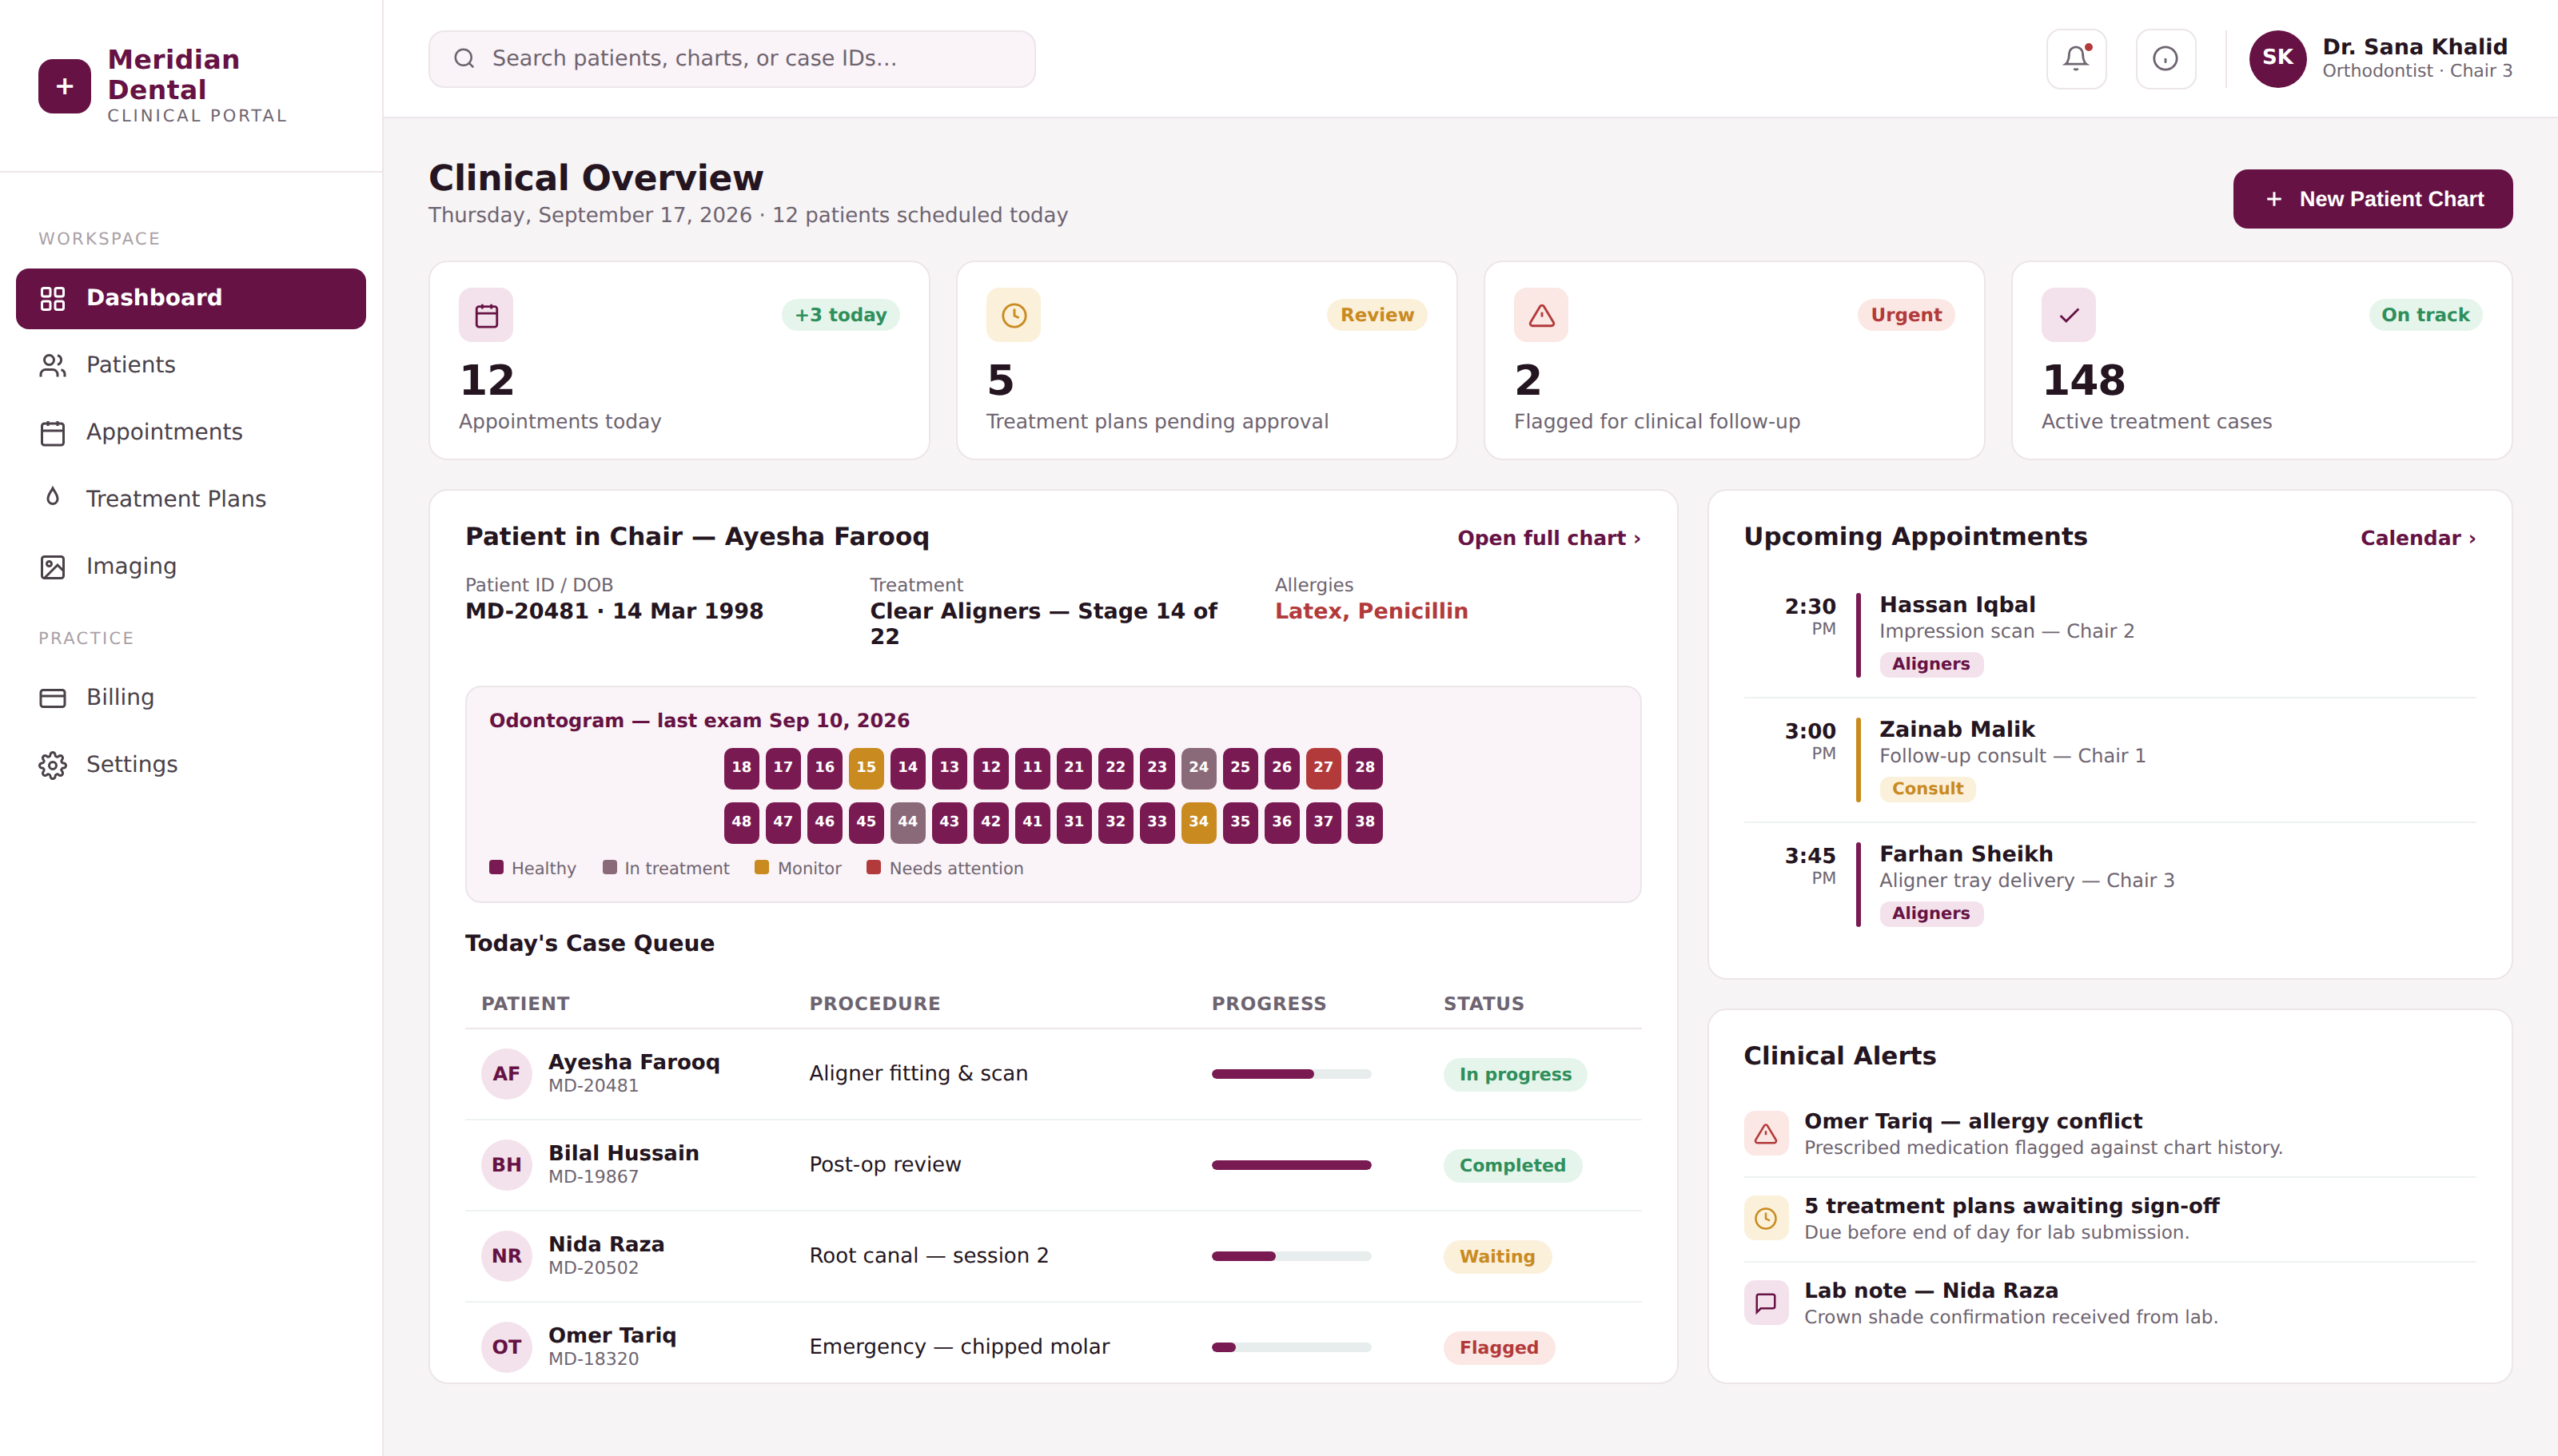 Meridian
Dental
CLINICAL PORTAL
WORKSPACE
Dashboard
Patients
Appointments
Treatment Plans
Imaging
PRACTICE
Billing
Settings
Search patients, charts, or case IDs...
SK
Dr. Sana Khalid
Orthodontist · Chair 3
Clinical Overview
Thursday, September 17, 2026 · 12 patients scheduled today
+ New Patient Chart
+3 today
12
Appointments today
Review
5
Treatment plans pending approval
Urgent
2
Flagged for clinical follow-up
On track
148
Active treatment cases
Patient in Chair — Ayesha Farooq
Open full chart ›
Patient ID / DOB
MD-20481 · 14 Mar 1998
Treatment
Clear Aligners — Stage 14 of
22
Allergies
Latex, Penicillin
Odontogram — last exam Sep 10, 2026
18 17 16 15 14 13 12 11 21 22 23 24 25 26 27 28
48 47 46 45 44 43 42 41 31 32 33 34 35 36 37 38
Healthy In treatment Monitor Needs attention
Today's Case Queue
PATIENT PROCEDURE PROGRESS STATUS
AF Ayesha Farooq Aligner fitting & scan In progress
MD-20481
BH Bilal Hussain Post-op review Completed
MD-19867
NR Nida Raza Root canal — session 2 Waiting
MD-20502
OT Omer Tariq Emergency — chipped molar Flagged
MD-18320
Upcoming Appointments
Calendar ›
2:30 PM
Hassan Iqbal
Impression scan — Chair 2
Aligners
3:00 PM
Zainab Malik
Follow-up consult — Chair 1
Consult
3:45 PM
Farhan Sheikh
Aligner tray delivery — Chair 3
Aligners
Clinical Alerts
Omer Tariq — allergy conflict
Prescribed medication flagged against chart history.
5 treatment plans awaiting sign-off
Due before end of day for lab submission.
Lab note — Nida Raza
Crown shade confirmation received from lab.